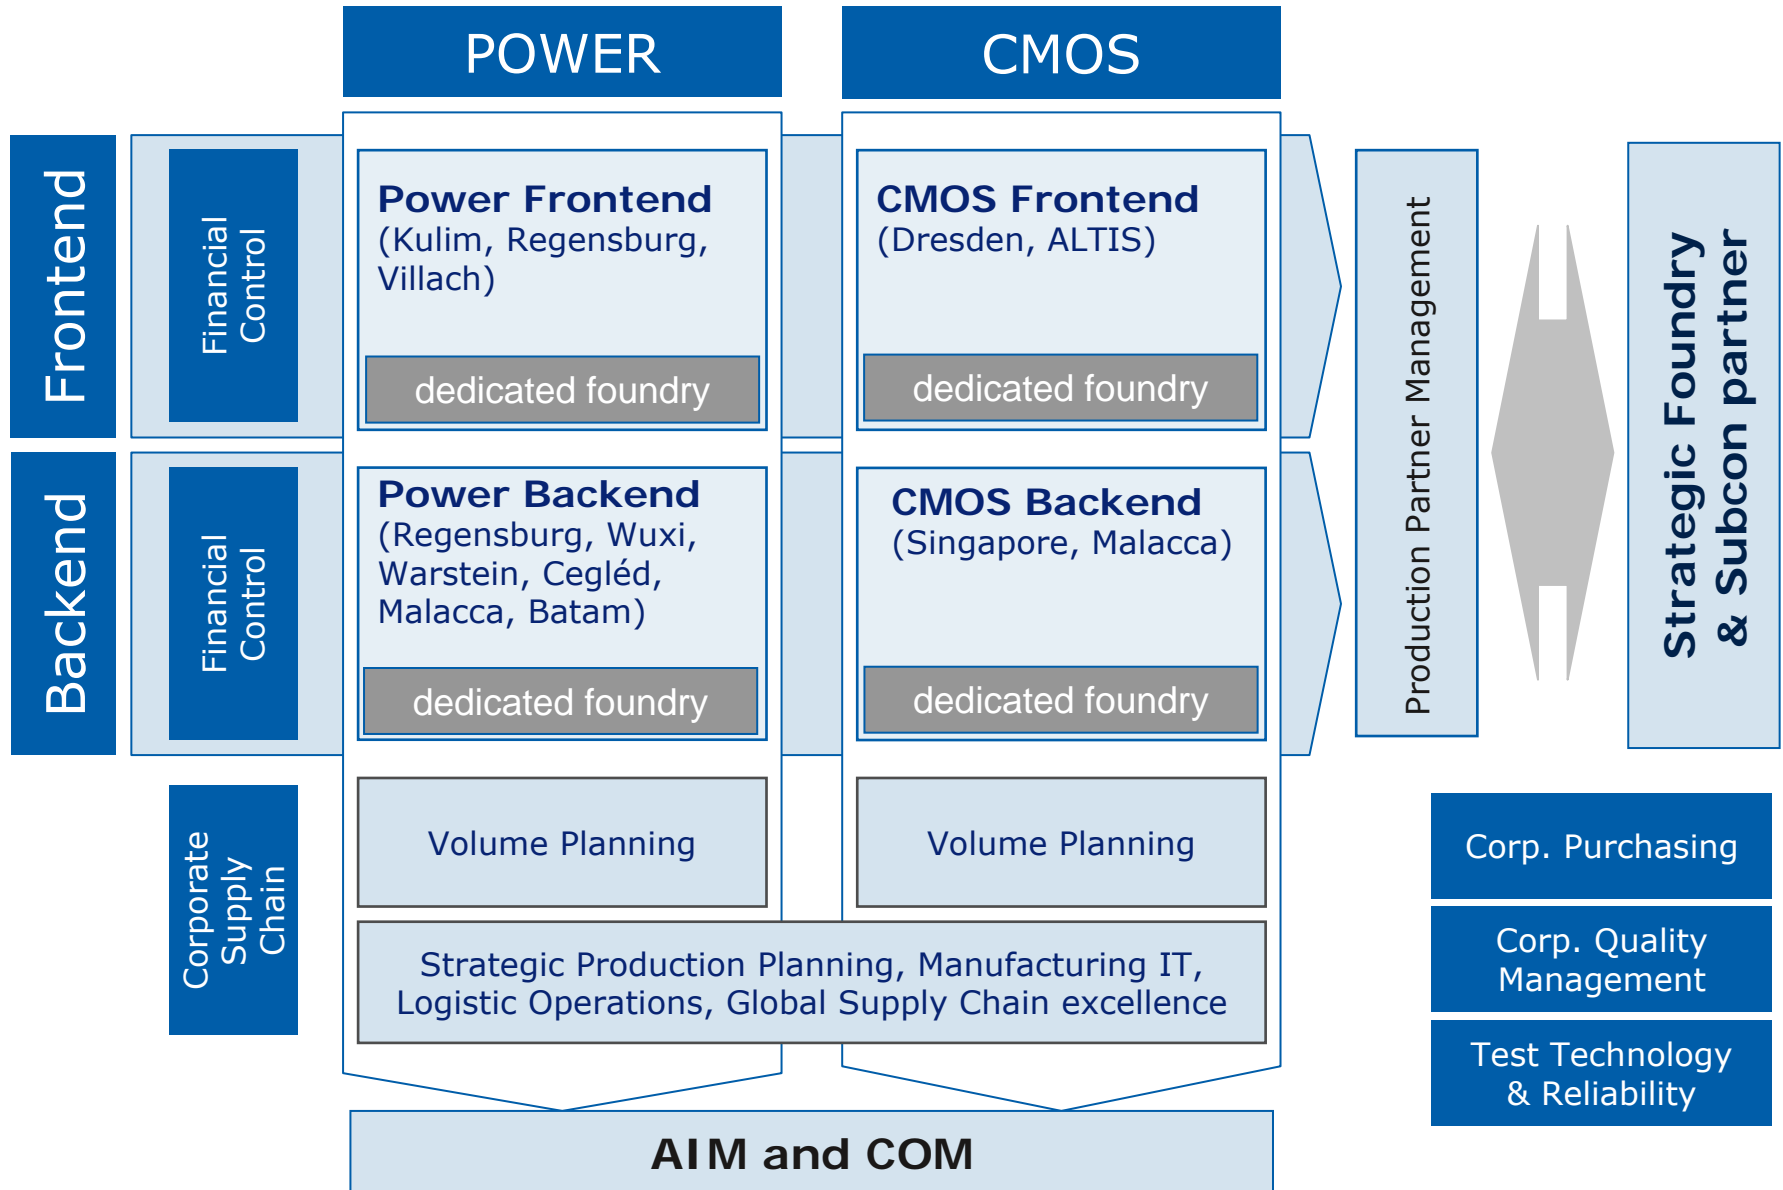 POWER
CMOS
Frontend
Financial
Control
Power Frontend
(Kulim, Regensburg,
Villach)
dedicated foundry
CMOS Frontend
(Dresden, ALTIS)
dedicated foundry
Backend
Financial
Control
Power Backend
(Regensburg, Wuxi,
Warstein, Cegléd,
Malacca, Batam)
dedicated foundry
CMOS Backend
(Singapore, Malacca)
dedicated foundry
Production Partner Management
Strategic Foundry
& Subcon partner
Corporate
Supply
Chain
Volume Planning
Volume Planning
Strategic Production Planning, Manufacturing IT,
Logistic Operations, Global Supply Chain excellence
Corp. Purchasing
Corp. Quality
Management
Test Technology
& Reliability
AIM and COM